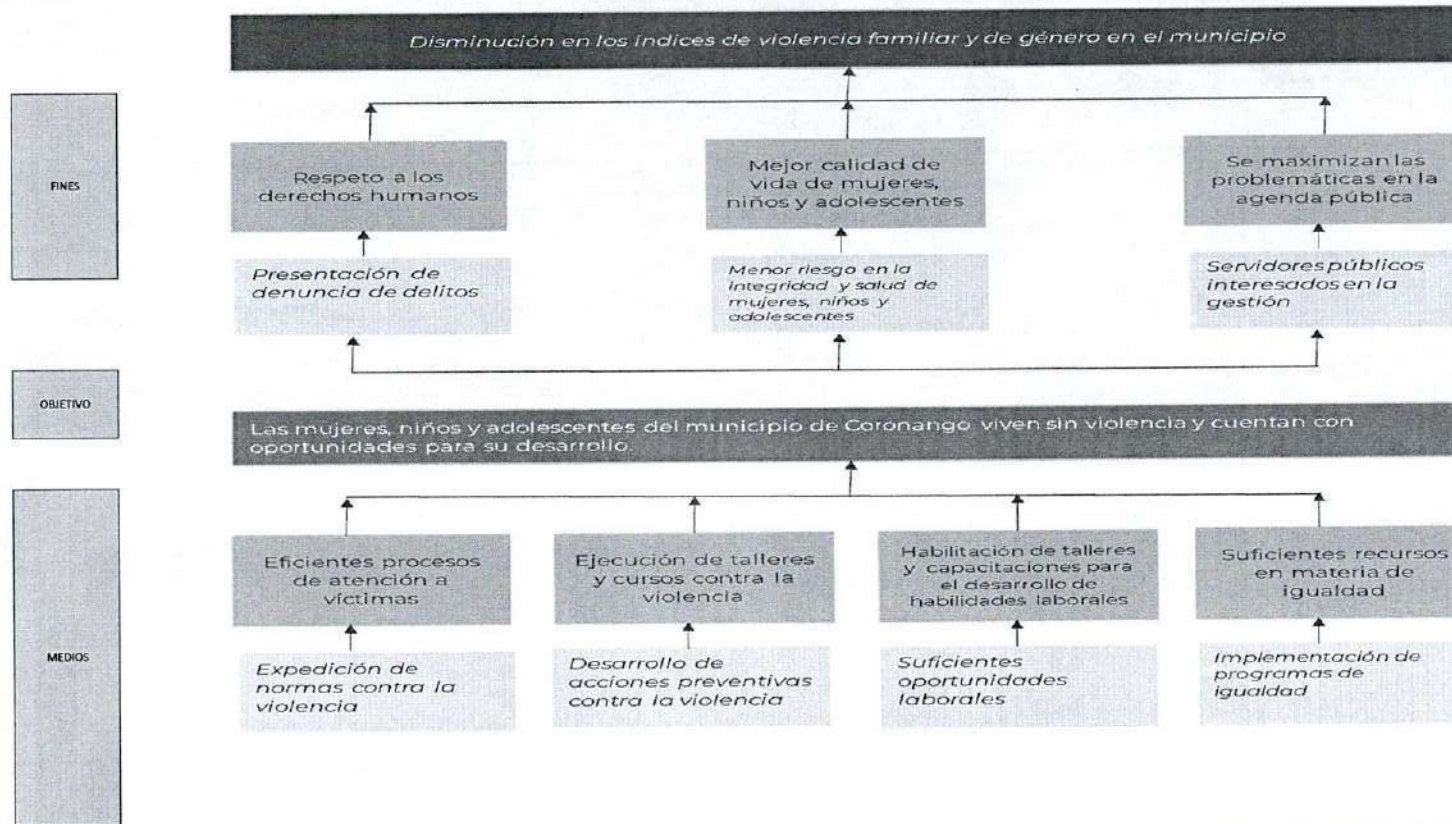 Disminución en los índices de violencia familiar y de género en el municipio
FINES
Respeto a los
derechos humanos
Mejor calidad de
vida de mujeres,
niños y adolescentes
Se maximizan las
problemáticas en la
agenda pública
Presentación de
denuncia de delitos
Menor riesgo en la
integridad y salud de
mujeres, niños y
adolescentes
Servidores públicos
interesados en la
gestión
OBJETIVO
Las mujeres, niños y adolescentes del municipio de Coronango viven sin violencia y cuentan con
oportunidades para su desarrollo.
MEDIOS
Eficientes procesos
de atención a
víctimas
Ejecución de talleres
y cursos contra la
violencia
Habilitación de talleres
y capacitaciones para
el desarrollo de
habilidades laborales
Suficientes recursos
en materia de
igualdad
Expedición de
normas contra la
violencia
Desarrollo de
acciones preventivas
contra la violencia
Suficientes
oportunidades
laborales
Implementación de
programas de
igualdad